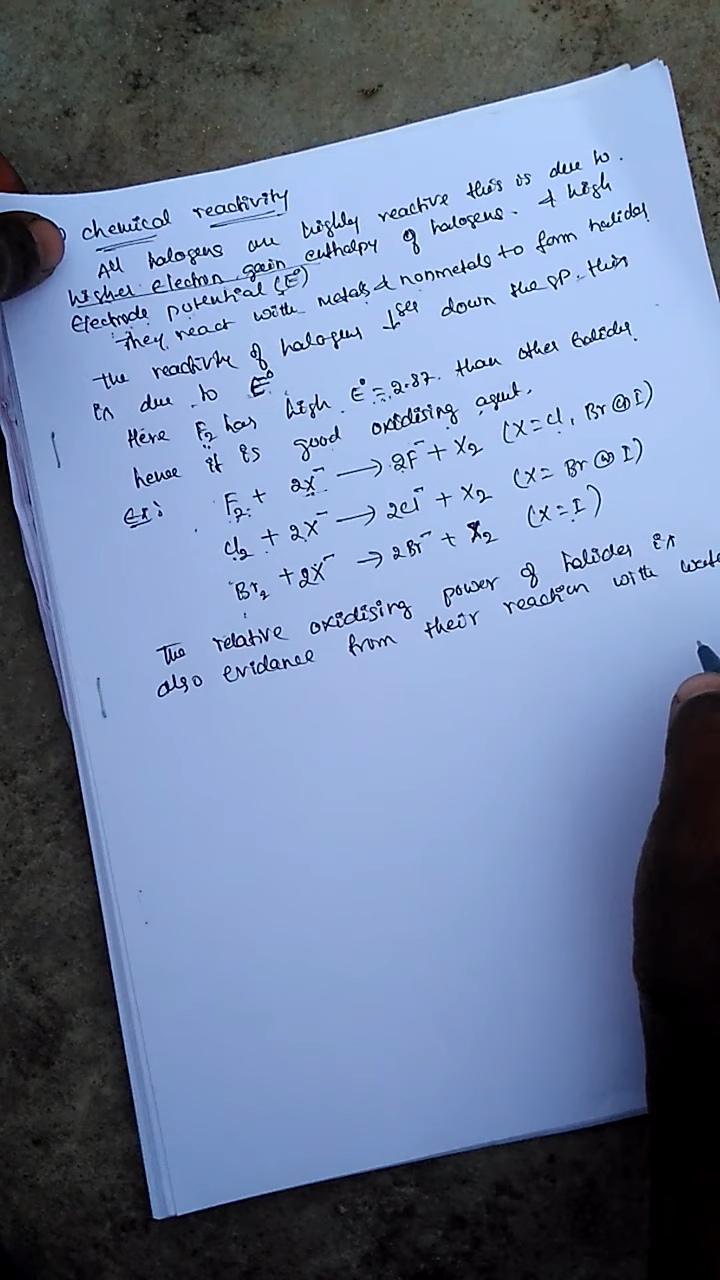 chemical reactivity
All halogens are highly reactive this is due to.
higher electron gain enthalpy of halogens. & high
Electrode potential (E°)
They, react with metals & nonmetals to form halides
The reactivity of halogens ↓ses down the gp. this
is due to E°
Here F₂ has high. E° = 2.87. than other halides
hence it is good oxidising agent.
Ex: F₂ + 2X⁻ → 2F⁻ + X₂ (X = Cl, Br (or) I)
Cl₂ + 2X⁻ → 2Cl⁻ + X₂ (X = Br (or) I)
Br₂ + 2X⁻ → 2Br⁻ + X₂ (X = I)
The relative oxidising power of halides is
also evidance from their reaction with wate